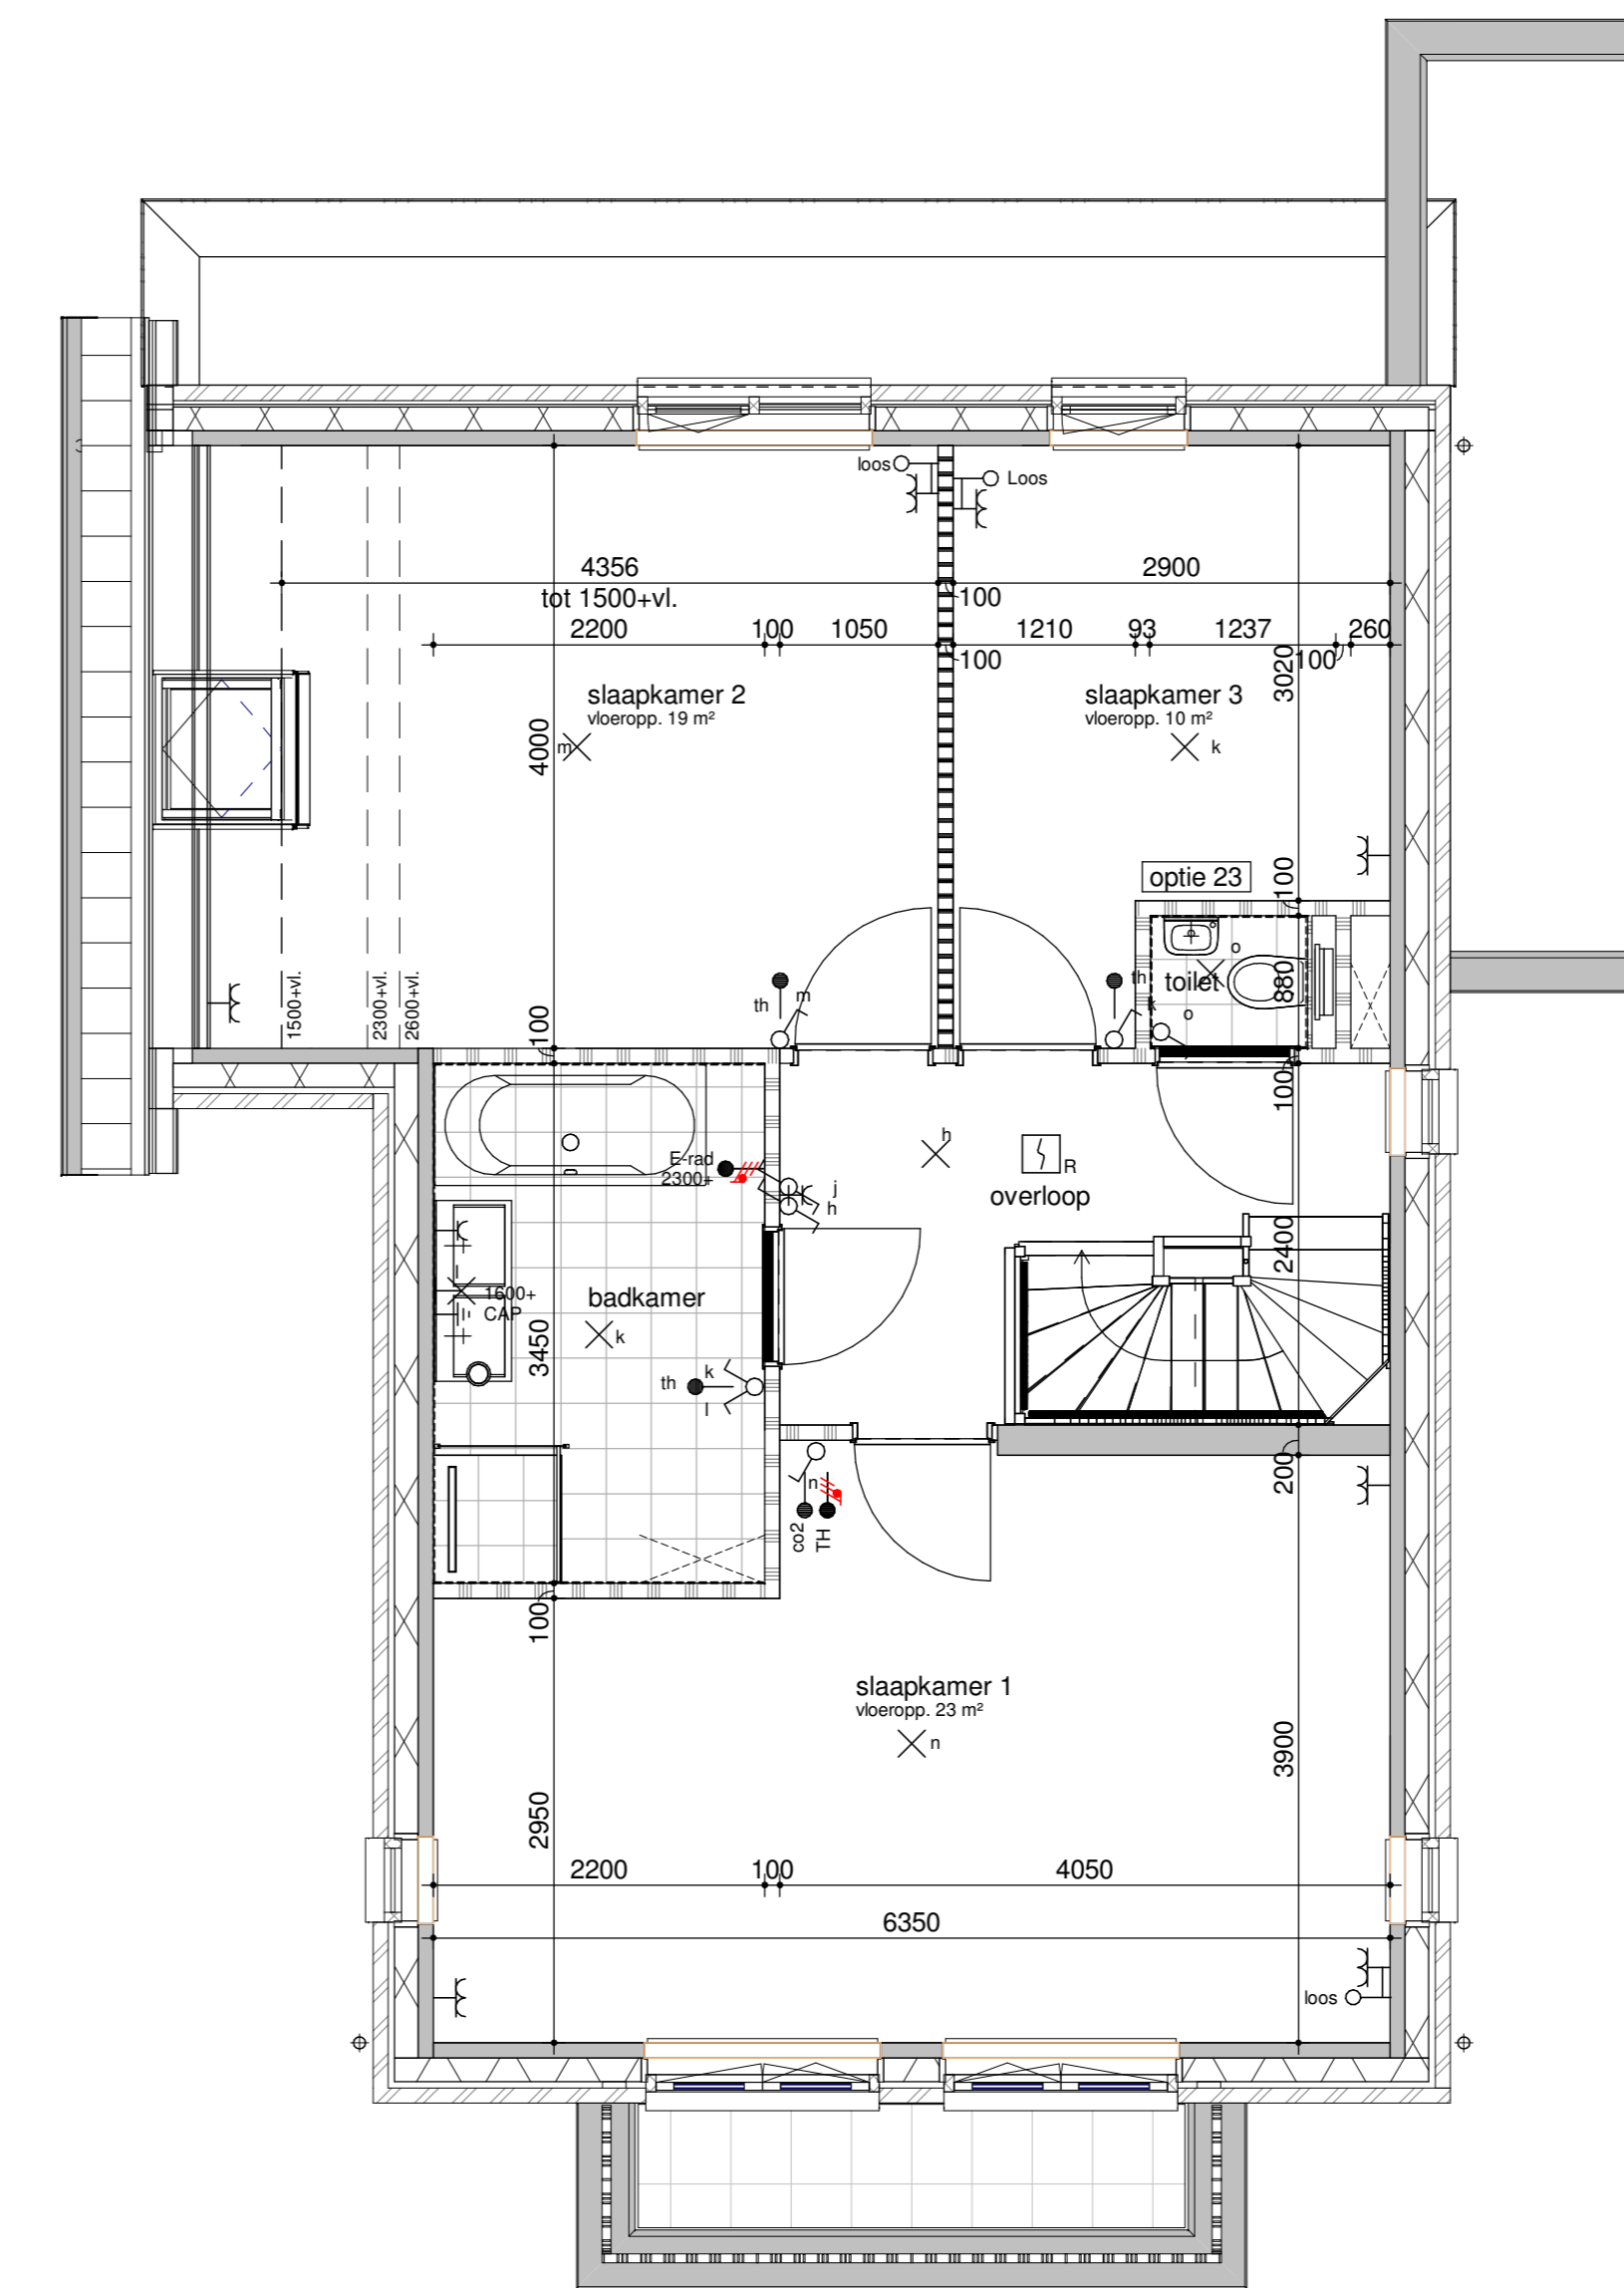 loos
Loos
4356
2900
tot 1500+vl.
100
2200
100
1050
1210
93
1237
260
100
100
3020
slaapkamer 2
vloeropp. 19 m²
slaapkamer 3
vloeropp. 10 m²
4000
m
k
optie 23
100
o
toilet
880
th
m
th
k
o
1500+vl.
2300+vl.
2600+vl.
100
100
h
R
overloop
E-rad
2300+
j
h
2400
1600+
CAP
badkamer
k
3450
th
k
l
n
co2
TH
200
100
slaapkamer 1
vloeropp. 23 m²
n
3900
2950
2200
100
4050
6350
loos